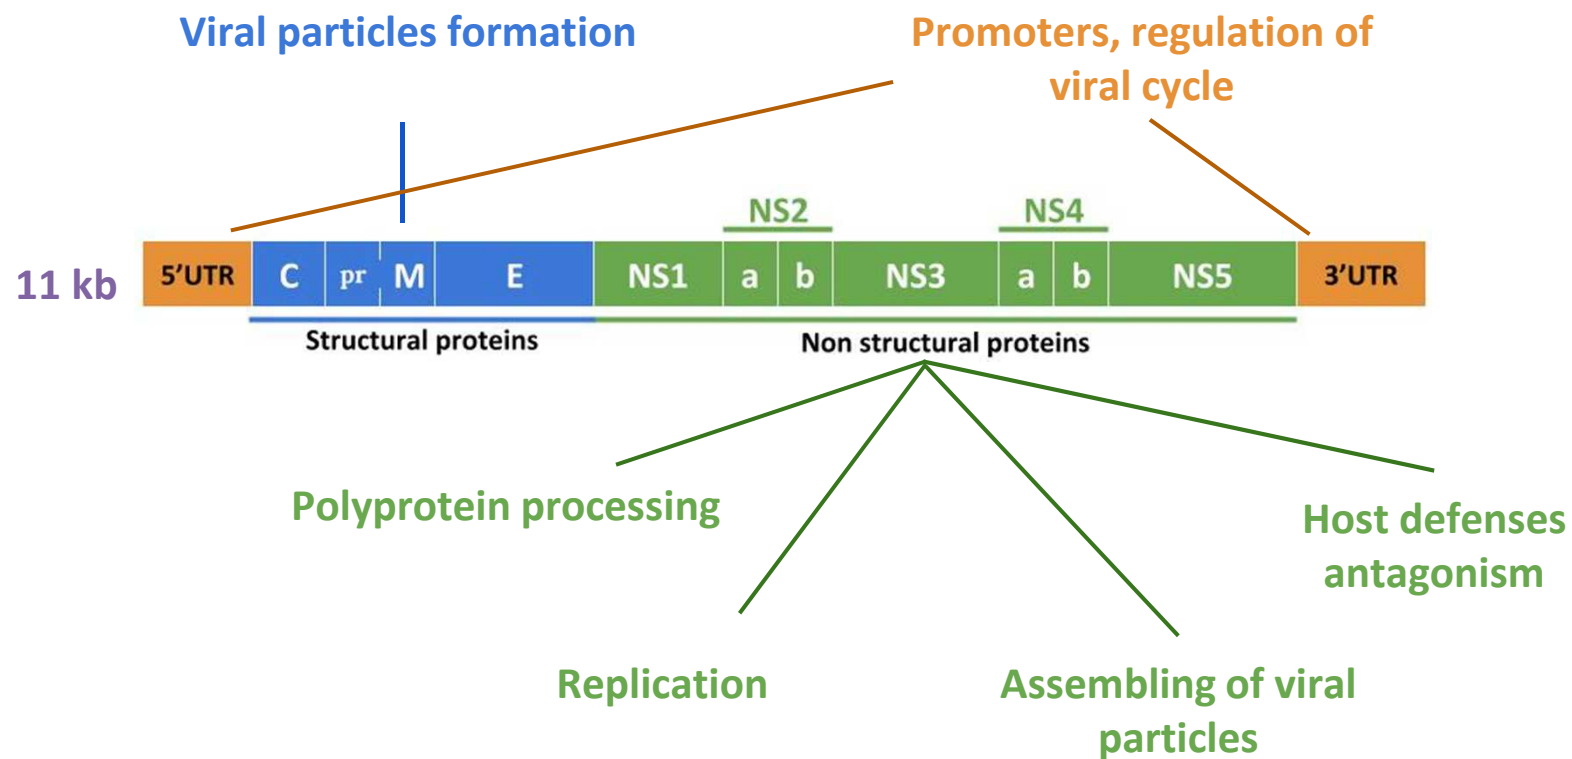 Viral particles formation
Promoters, regulation of
viral cycle
NS2
NS4
11 kb
5’UTR C pr M E NS1 a b NS3 a b NS5 3’UTR
Structural proteins
Non structural proteins
Polyprotein processing
Host defenses
antagonism
Replication
Assembling of viral
particles